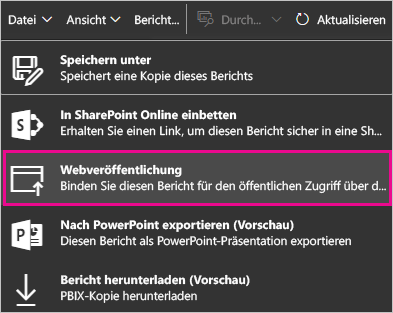 Datei Ansicht Bericht... Durch... Aktualisieren
Speichern unter
Speichert eine Kopie dieses Berichts
In SharePoint Online einbetten
Erhalten Sie einen Link, um diesen Bericht sicher in eine Sh...
Webveröffentlichung
Binden Sie diesen Bericht für den öffentlichen Zugriff über d...
Nach PowerPoint exportieren (Vorschau)
Diesen Bericht als PowerPoint-Präsentation exportieren
Bericht herunterladen (Vorschau)
PBIX-Kopie herunterladen